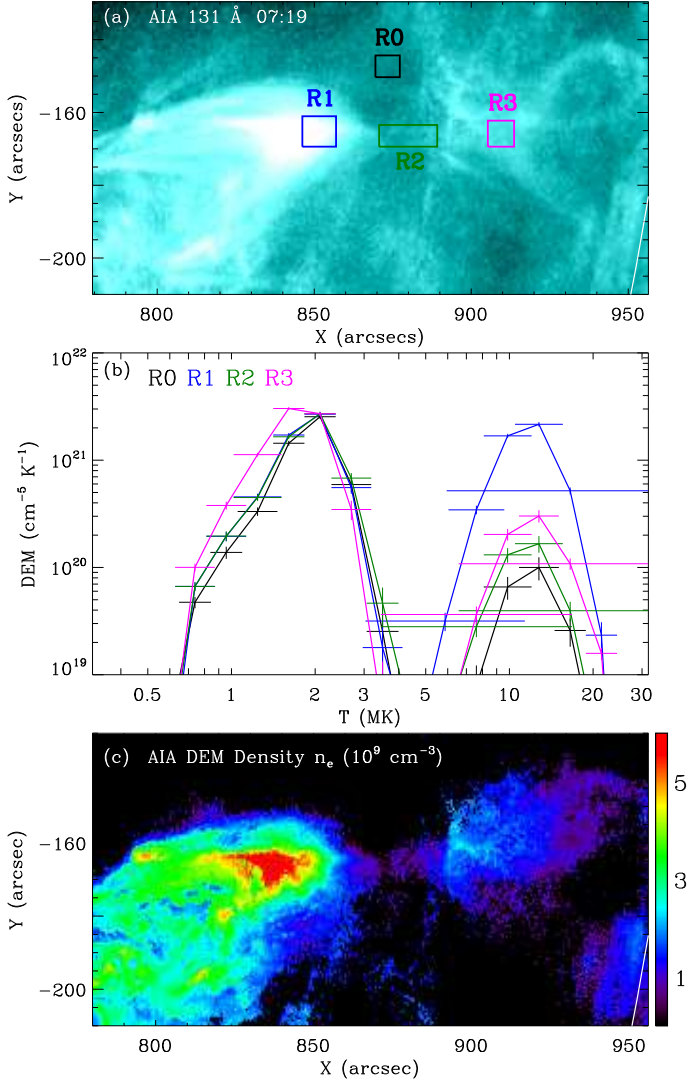 (a) AIA 131 Å 07:19
R0
R1
R3
R2
−160
−200
Y (arcsecs)
800 850 900 950
X (arcsecs)
(b)
R0 R1 R2 R3
10²²
10²¹
10²⁰
10¹⁹
DEM (cm⁻⁵ K⁻¹)
0.5 1 2 3 5 10 20 30
T (MK)
(c) AIA DEM Density nₑ (10⁹ cm⁻³)
−160
−200
Y (arcsec)
5
3
1
800 850 900 950
X (arcsec)